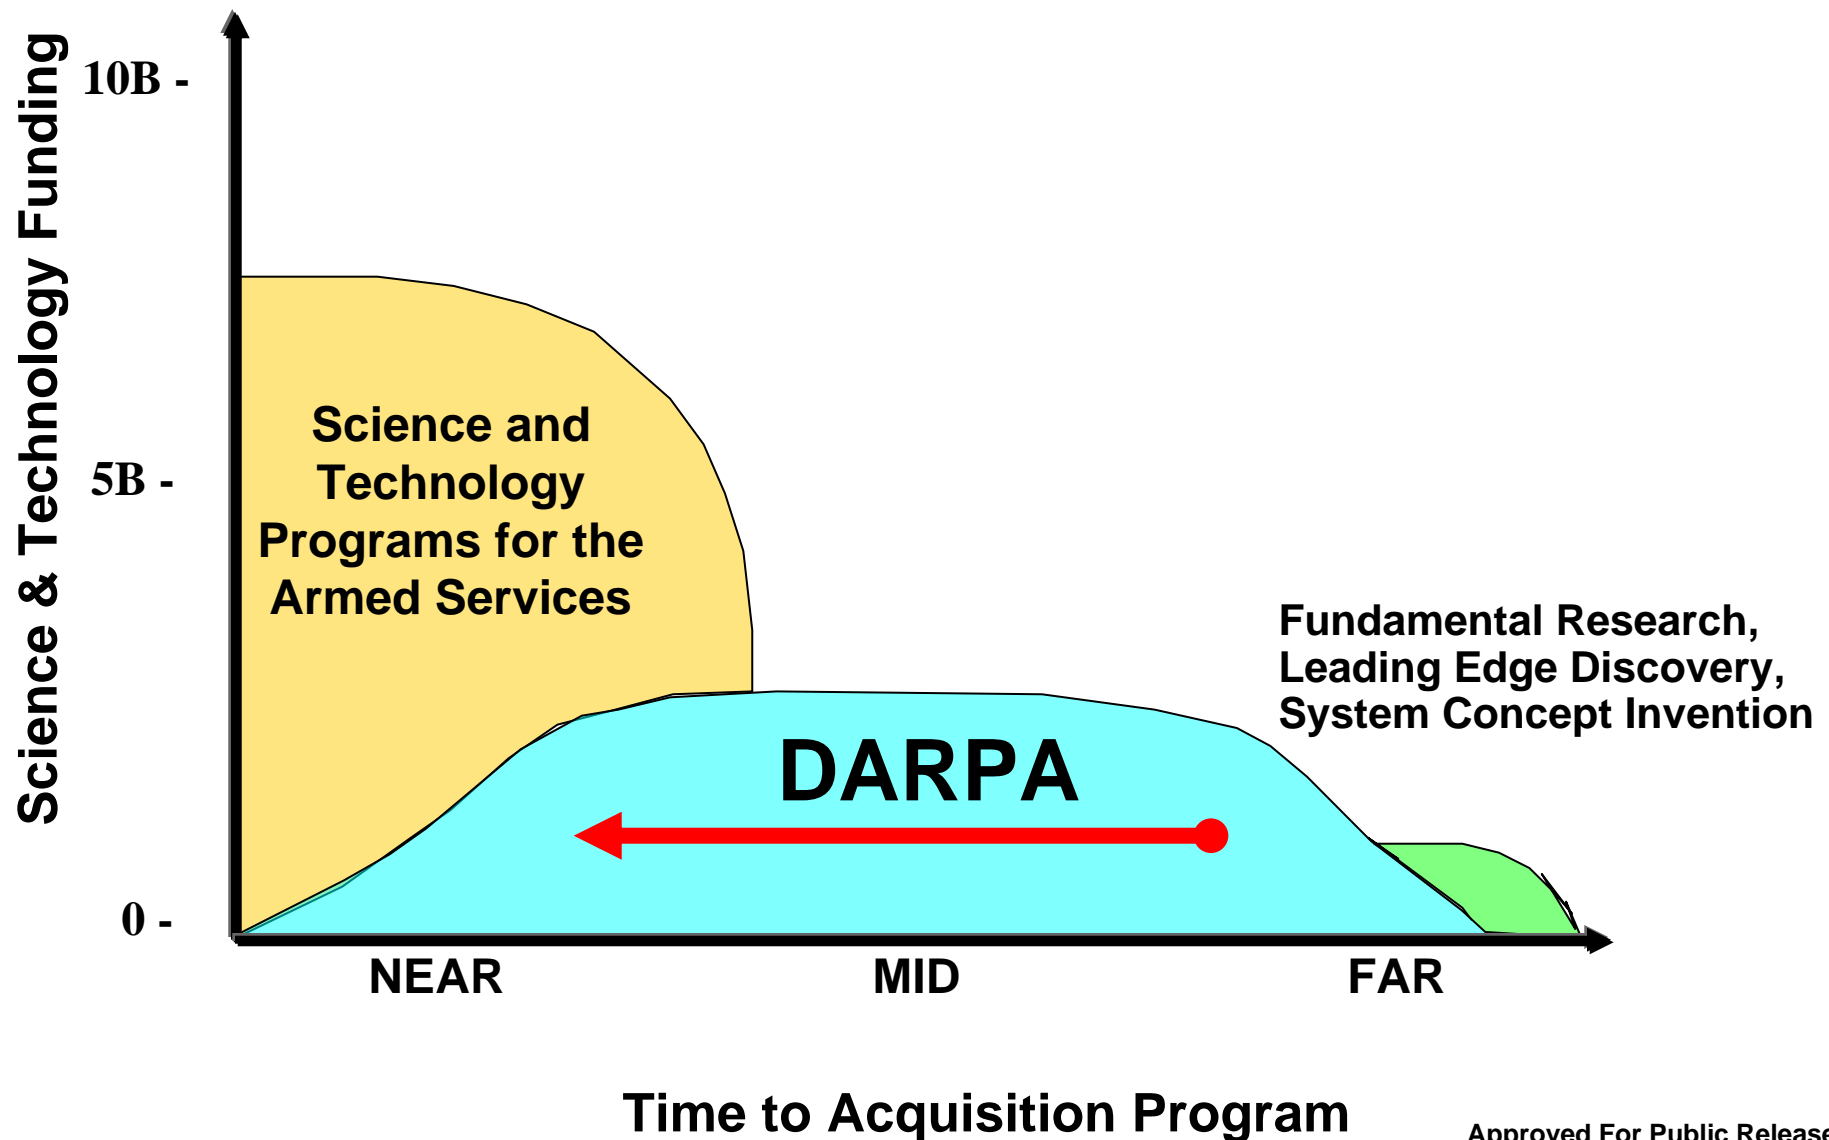 Science & Technology Funding
10B -
5B -
0 -
Science and
Technology
Programs for the
Armed Services
Fundamental Research,
Leading Edge Discovery,
System Concept Invention
DARPA
NEAR MID FAR
Time to Acquisition Program
Approved For Public Release